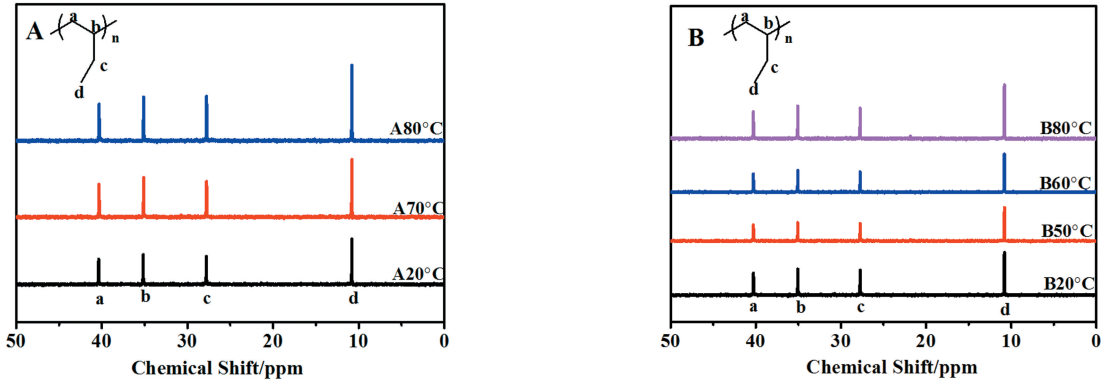 A
a
b
n
c
d
A80°C
A70°C
A20°C
a b c d
50 40 30 20 10 0
Chemical Shift/ppm
B
a
b
n
c
d
B80°C
B60°C
B50°C
B20°C
a b c d
50 40 30 20 10 0
Chemical Shift/ppm